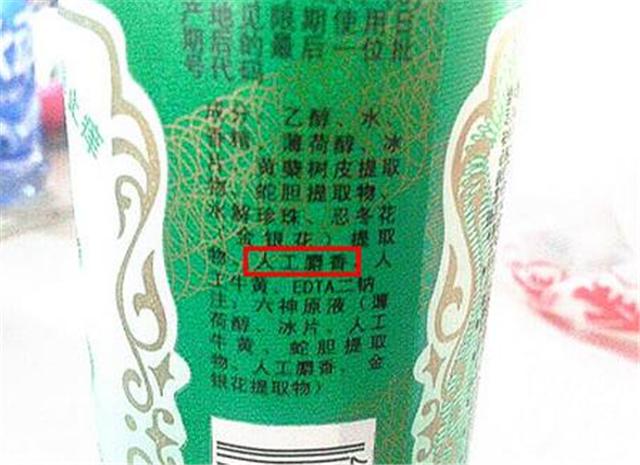 用位日批
期后使一
见限最
地后的代
产期号码
成分：乙醇、水、
香精、薄荷醇、冰
片、黄檗树皮提取
物、蛇胆提取物、
水解珍珠、忍冬花
（金银花）提取
物、人工麝香、人
工牛黄、EDTA二钠
注：六神原液（薄
荷醇、冰片、人工
牛黄、蛇胆提取
物、人工麝香、金
银花提取物）